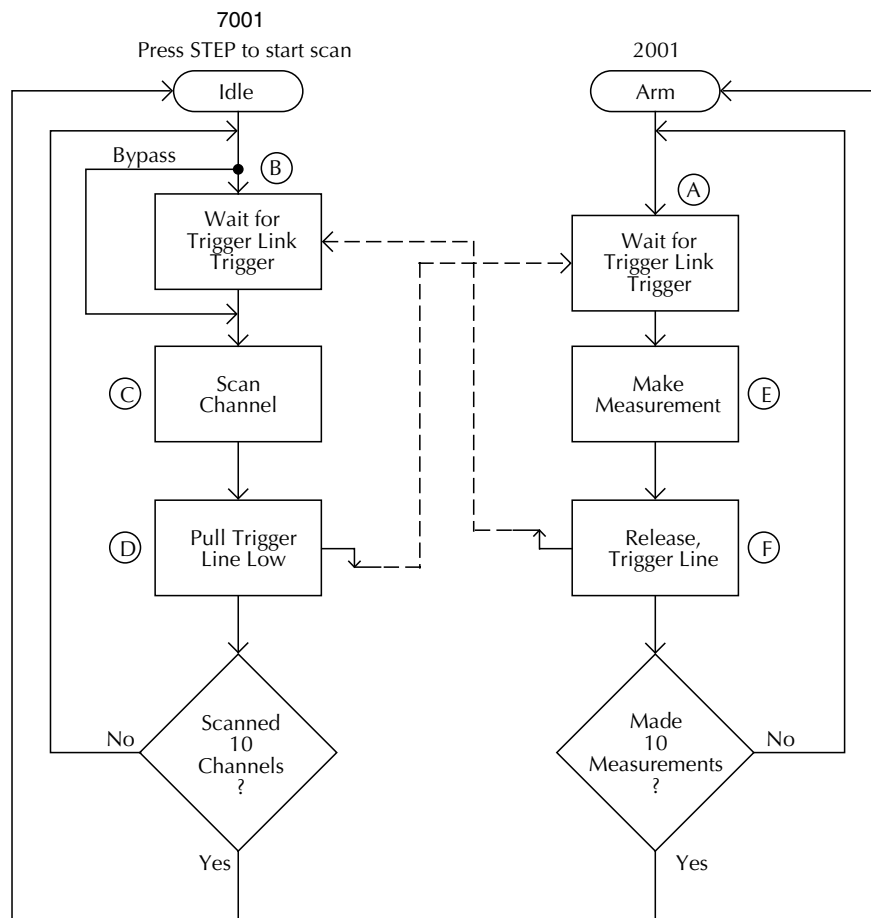 7001
Press STEP to start scan
Idle
Bypass
B
Wait for
Trigger Link
Trigger
C
Scan
Channel
D
Pull Trigger
Line Low
No
Scanned
10
Channels
?
Yes
2001
Arm
A
Wait for
Trigger Link
Trigger
Make
Measurement
E
Release,
Trigger Line
F
Made
10
Measurements
?
No
Yes